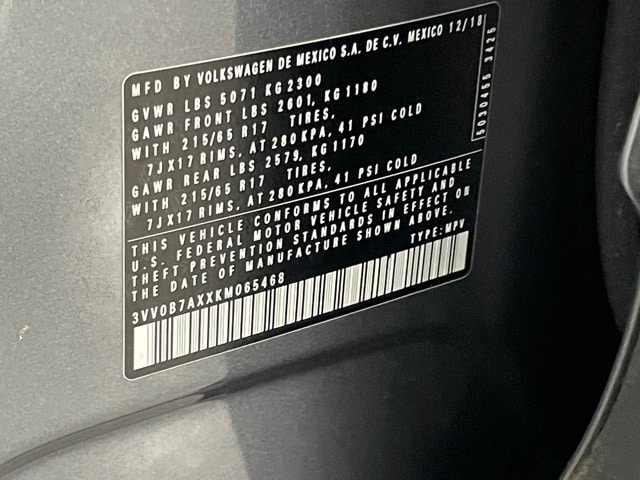 MFD BY VOLKSWAGEN DE MEXICO S.A. DE C.V. MEXICO 12/18
GVWR LBS 5071 KG 2300
GAWR FRONT LBS 2601, KG 1180
WITH 215/65 R17 TIRES,
7JX17 RIMS, AT 280 KPA, 41 PSI COLD
GAWR REAR LBS 2579, KG 1170
WITH 215/65 R17 TIRES,
7JX17 RIMS, AT 280 KPA, 41 PSI COLD
THIS VEHICLE CONFORMS TO ALL APPLICABLE
U.S. FEDERAL MOTOR VEHICLE SAFETY AND
THEFT PREVENTION STANDARDS IN EFFECT ON
THE DATE OF MANUFACTURE SHOWN ABOVE.
TYPE: MPV
3VV0B7AXXKM065468
5030455 3425